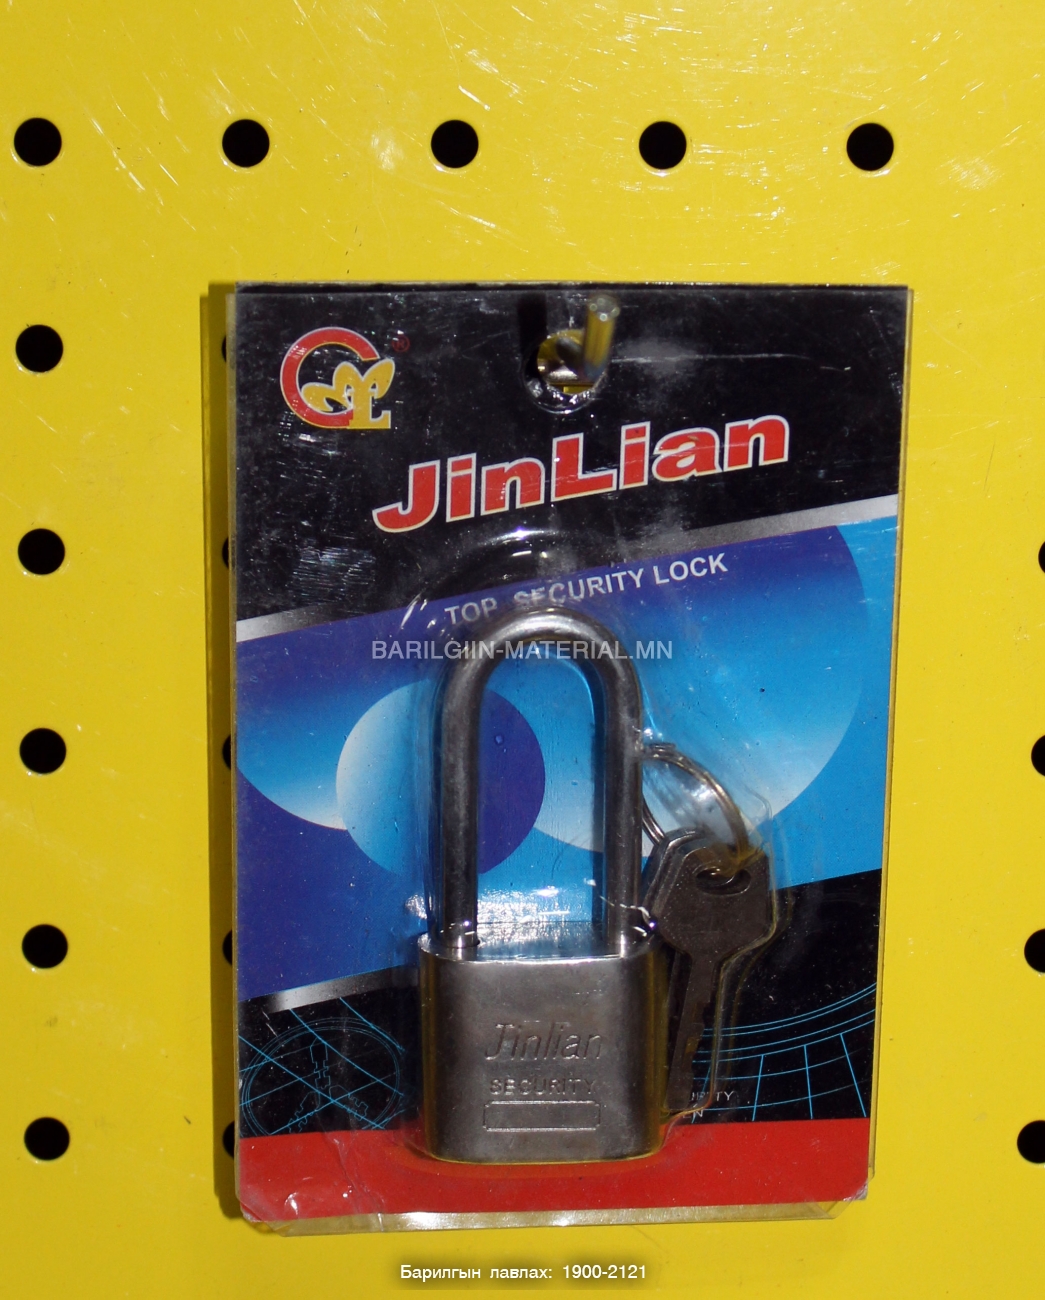 ®
JinLian
TOP SECURITY LOCK
BARILGIIN-MATERIAL.MN
Jinlian
SECURITY
Барилгын лавлах: 1900-2121